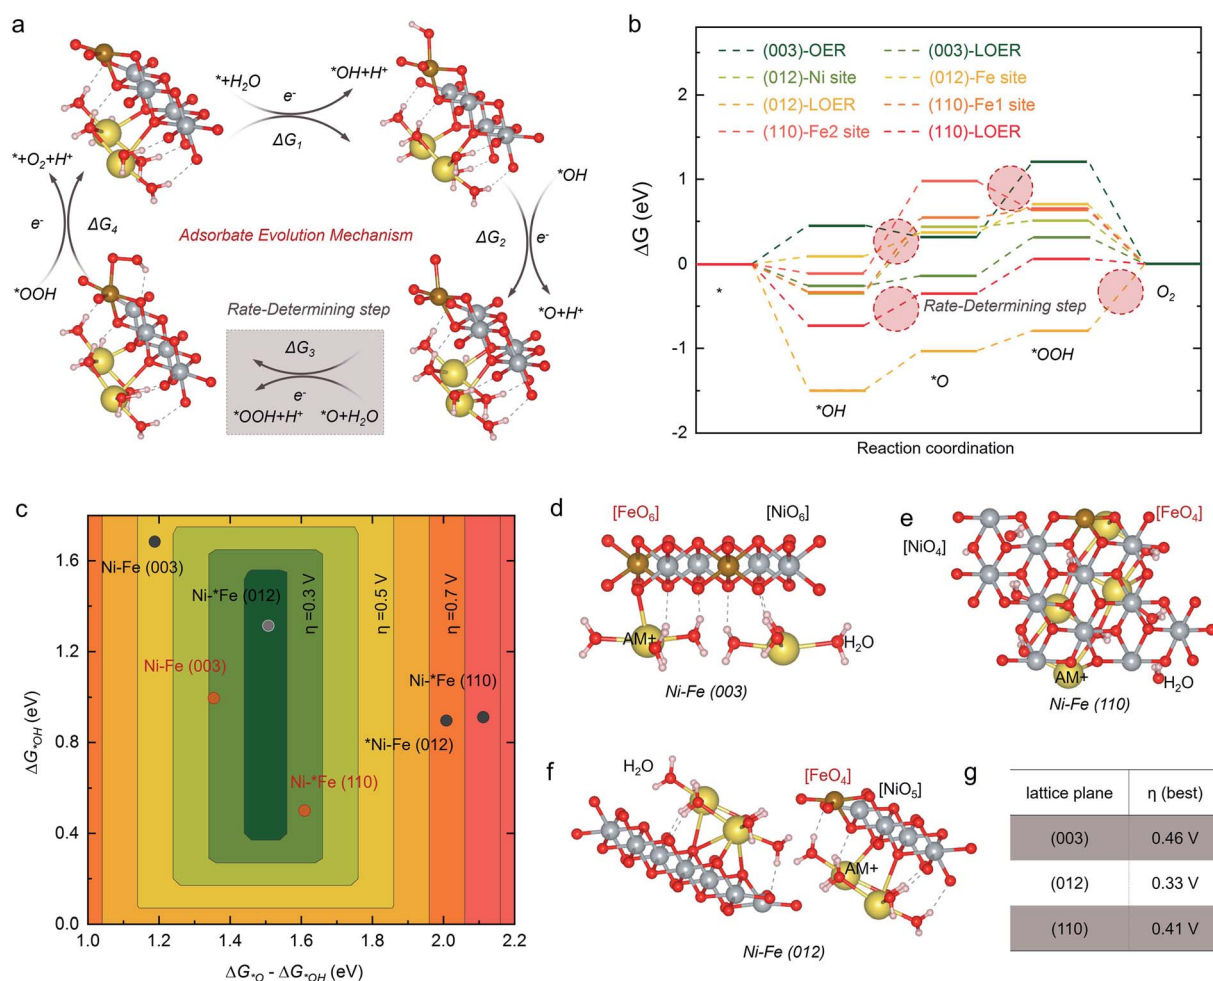 a
*+H2O
*OH+H+
e-
ΔG1
*+O2+H+
*OH
e-
ΔG4
Adsorbate Evolution Mechanism
ΔG2
e-
*OOH
Rate-Determining step
*O+H+
ΔG3
e-
*OOH+H+
*O+H2O
b
ΔG (eV)
2
1
0
-1
-2
(003)-OER
(003)-LOER
(012)-Ni site
(012)-Fe site
(012)-LOER
(110)-Fe1 site
(110)-Fe2 site
(110)-LOER
*
Rate-Determining step
O2
*OOH
*O
*OH
Reaction coordination
c
ΔG*OH (eV)
1.6
1.2
0.8
0.4
0.0
Ni-Fe (003)
Ni-*Fe (012)
η =0.3 V
η =0.5 V
η =0.7 V
Ni-Fe (003)
Ni-*Fe (110)
*Ni-Fe (012)
Ni-*Fe (110)
1.0
1.2
1.4
1.6
1.8
2.0
2.2
ΔG*O - ΔG*OH (eV)
d
[FeO6]
[NiO6]
AM+
H2O
Ni-Fe (003)
e
[FeO4]
[NiO4]
AM+
H2O
Ni-Fe (110)
f
H2O
[FeO4]
[NiO5]
AM+
Ni-Fe (012)
g
lattice plane η (best)
(003) 0.46 V
(012) 0.33 V
(110) 0.41 V